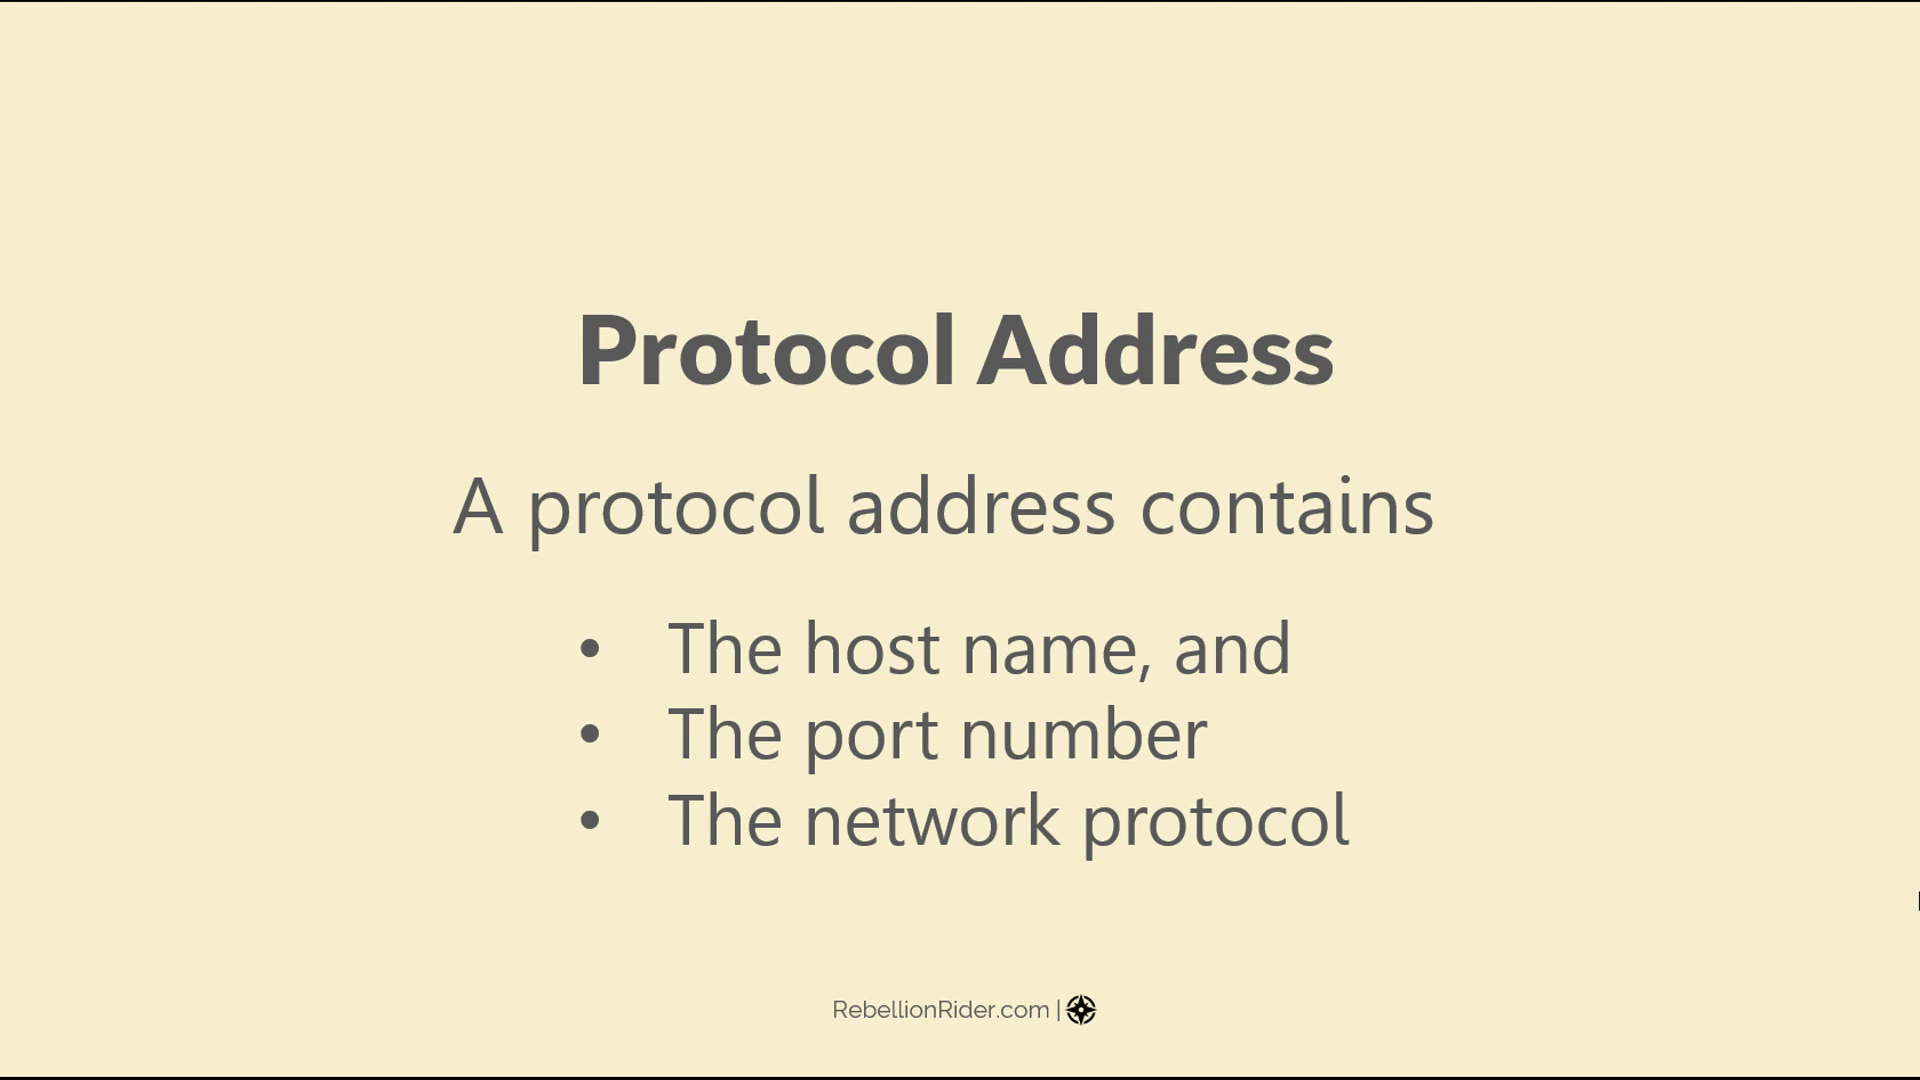 Protocol Address
A protocol address contains
• The host name, and
• The port number
• The network protocol
RebellionRider.com |